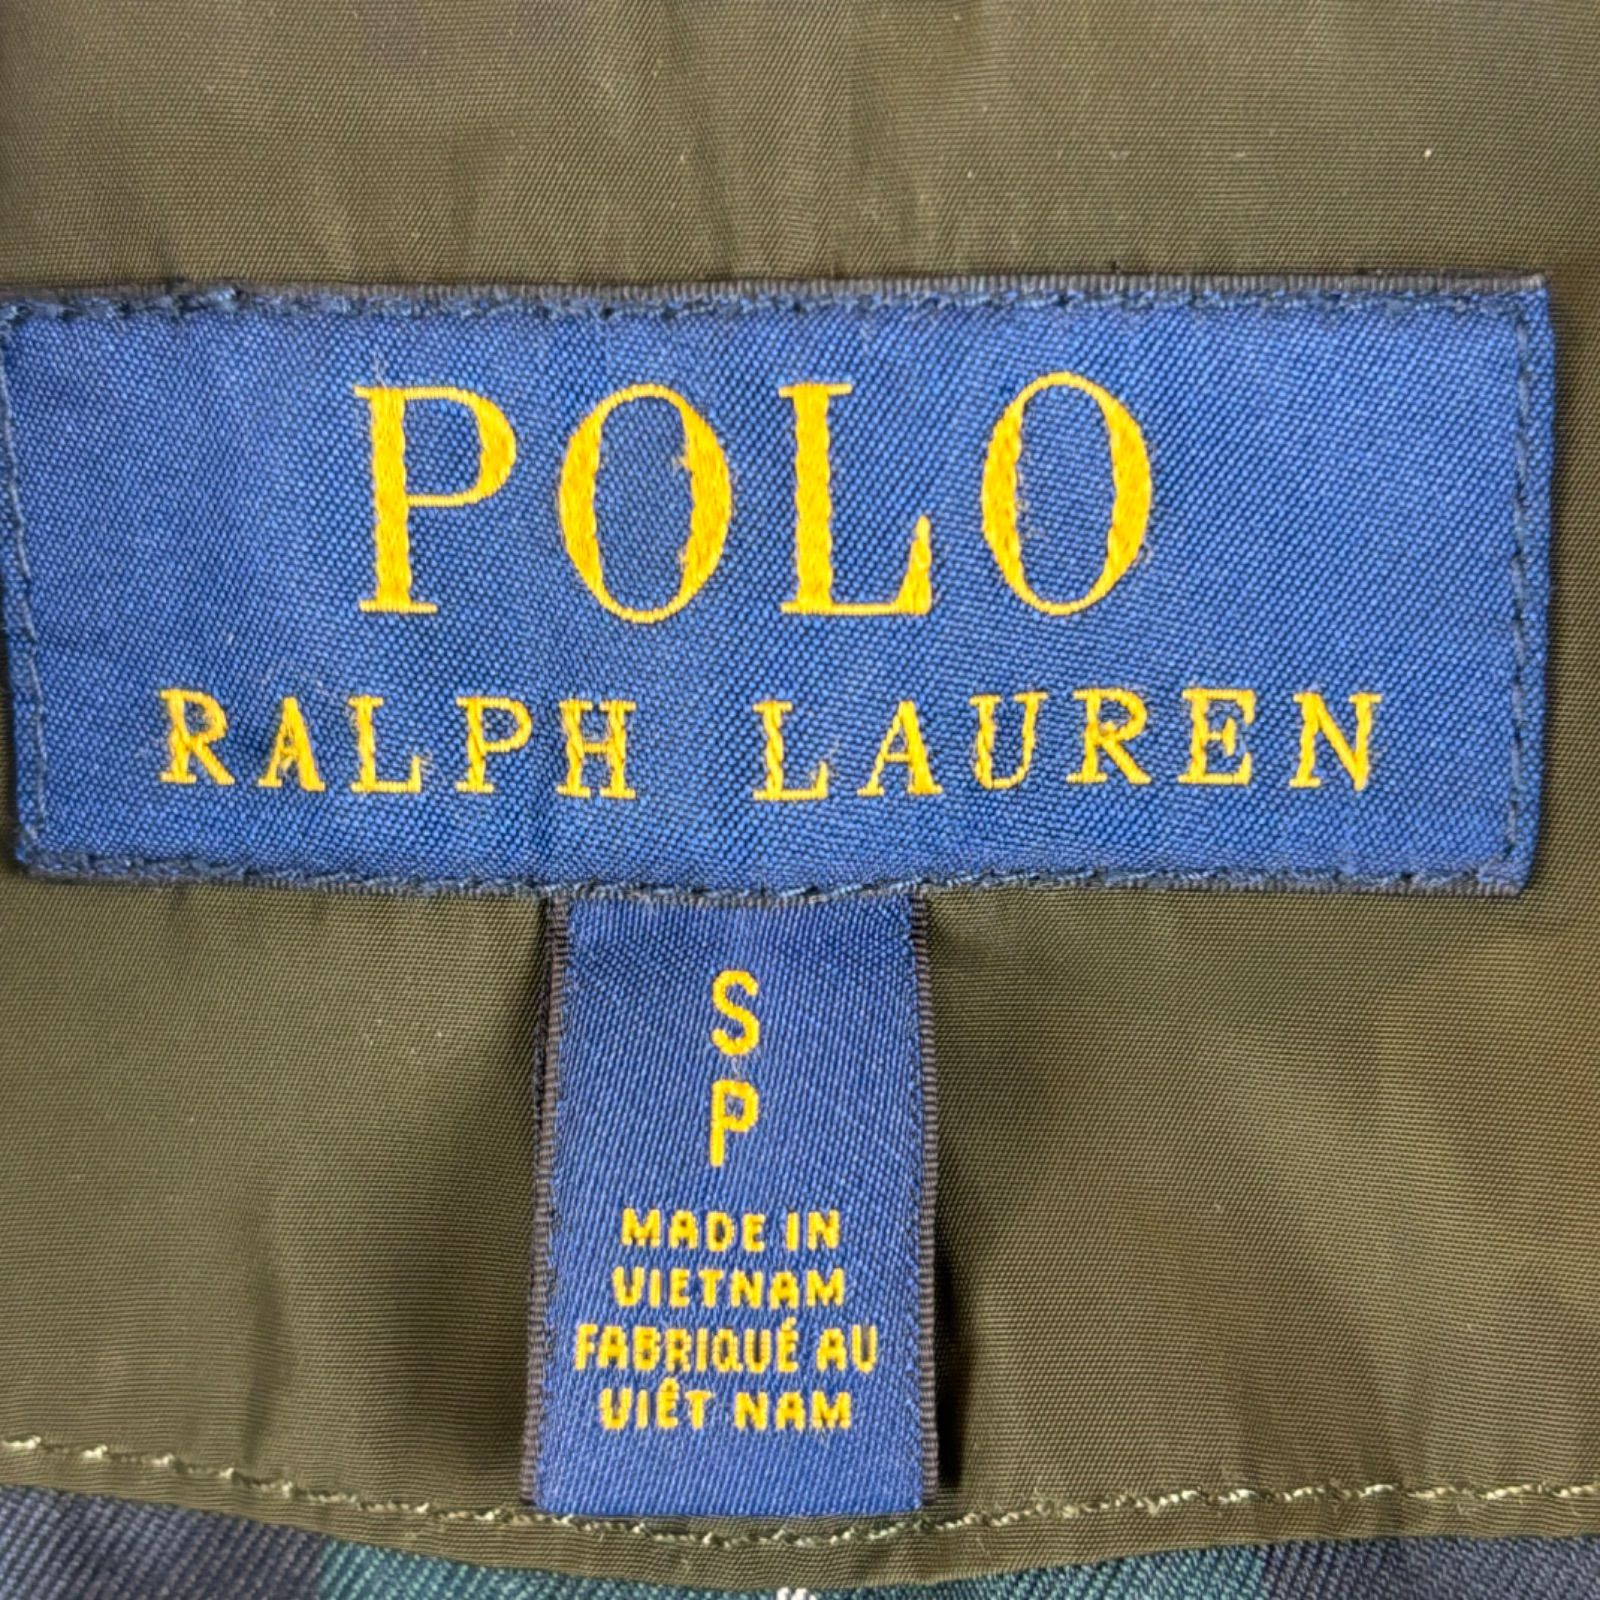 POLO
RALPH LAUREN
S
P
MADE IN
VIETNAM
FABRIQUÉ AU
VIÊT NAM